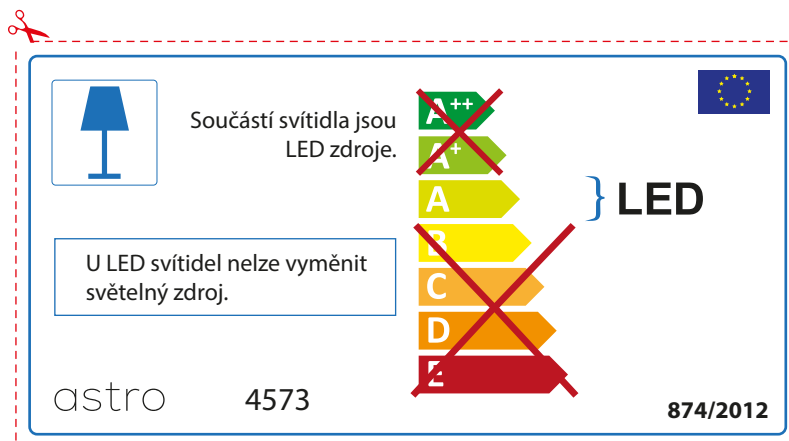 Součástí svítidla jsou
LED zdroje.
A++
A+
A
B
C
D
E
LED
U LED svítidel nelze vyměnit
světelný zdroj.
astro
4573
874/2012